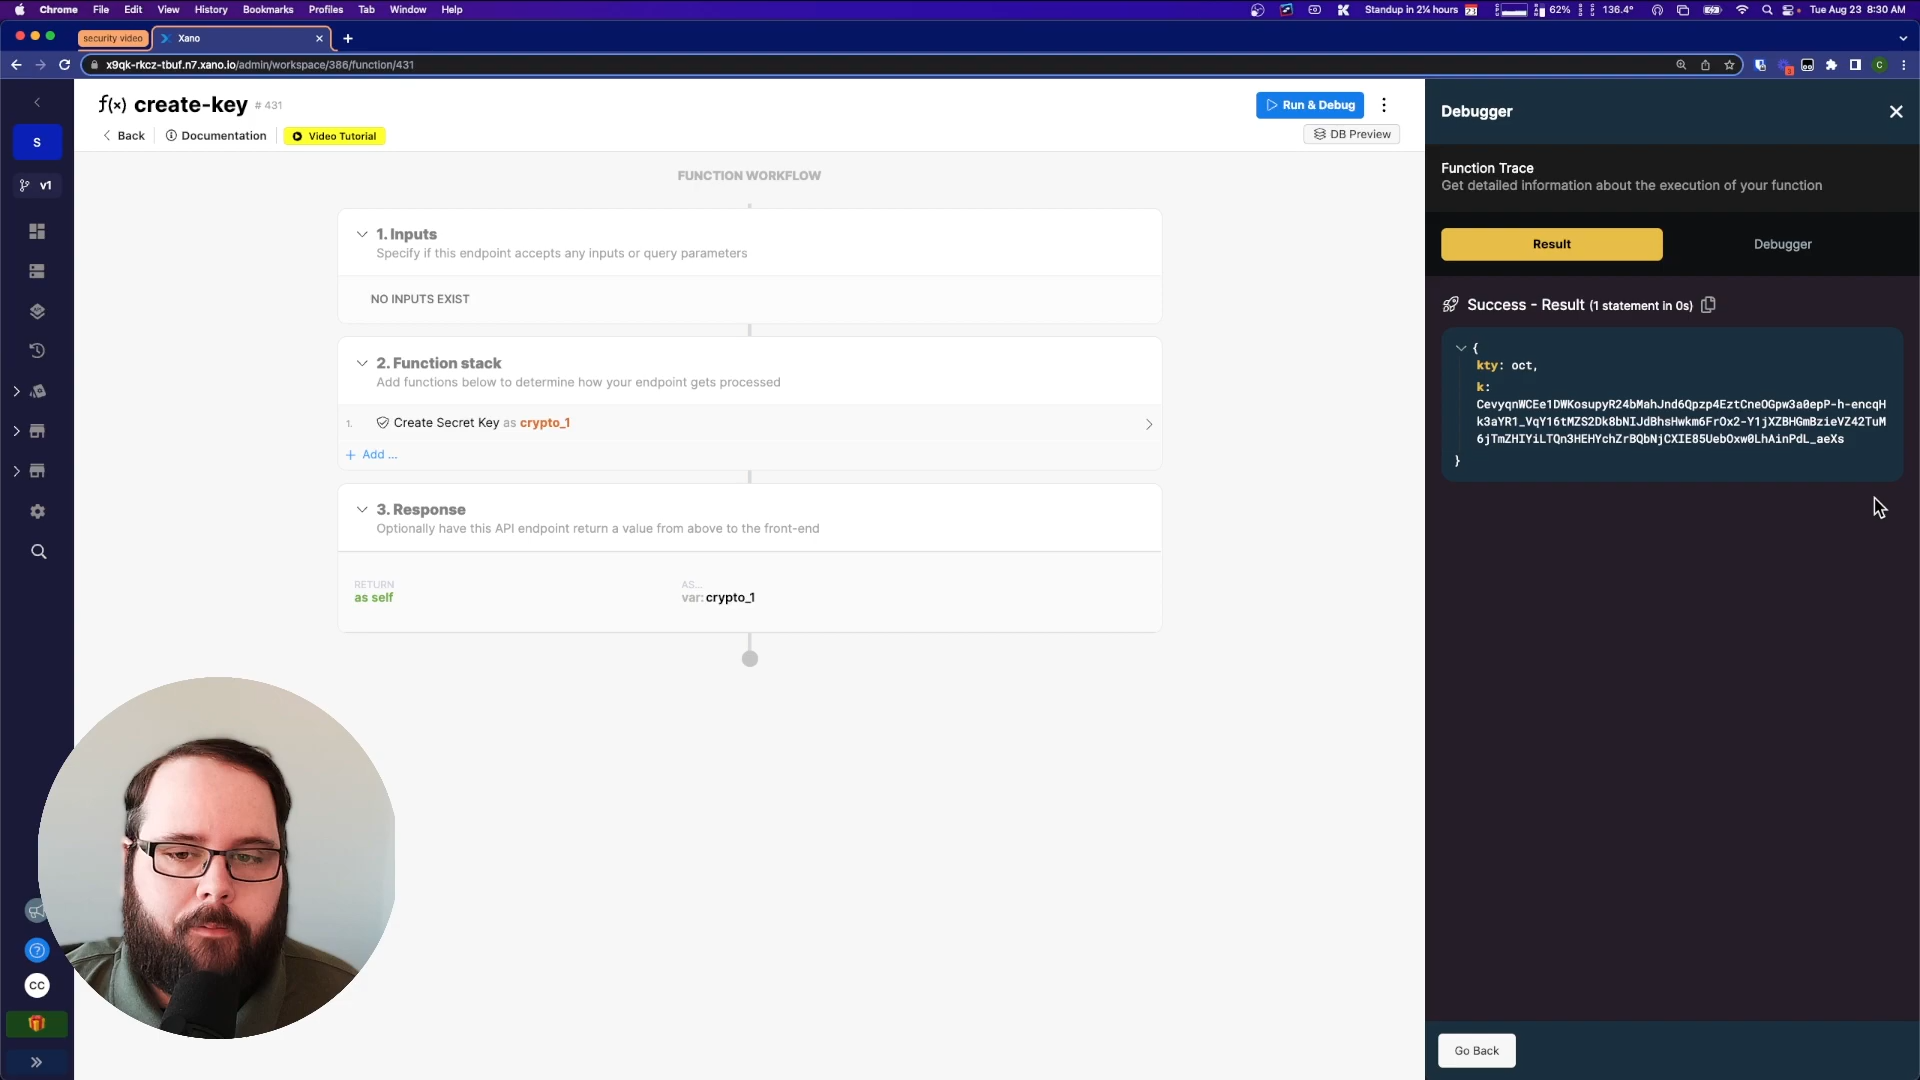 Chrome File Edit View History Bookmarks Profiles Tab Window Help
Standup in 2¼ hours 62% 136.4° Tue Aug 23 8:30 AM
security video
Xano
x9qk-rkcz-tbuf.n7.xano.io/admin/workspace/386/function/431
C
S
v1
f(x) create-key # 431
Run & Debug
Back
Documentation
Video Tutorial
DB Preview
FUNCTION WORKFLOW
1. Inputs
Specify if this endpoint accepts any inputs or query parameters
NO INPUTS EXIST
2. Function stack
Add functions below to determine how your endpoint gets processed
1. Create Secret Key as crypto_1
+ Add ...
3. Response
Optionally have this API endpoint return a value from above to the front-end
RETURN AS...
as self var: crypto_1
CC
Debugger
Function Trace
Get detailed information about the execution of your function
Result Debugger
Success - Result (1 statement in 0s)
{
kty: oct,
k:
CevyqnWCEe1DWKosupyR24bMahJnd6Qpzp4EztCneOGpw3a0epP-h-encqH
k3aYR1_VqY16tMZS2Dk8bNIJdBhsHwkm6FrOx2-Y1jXZBHGmBzieVZ42TuM
6jTmZHIYiLTQn3HEHYchZrBQbNjCXIE85UebOxw0LhAinPdL_aeXs
}
Go Back